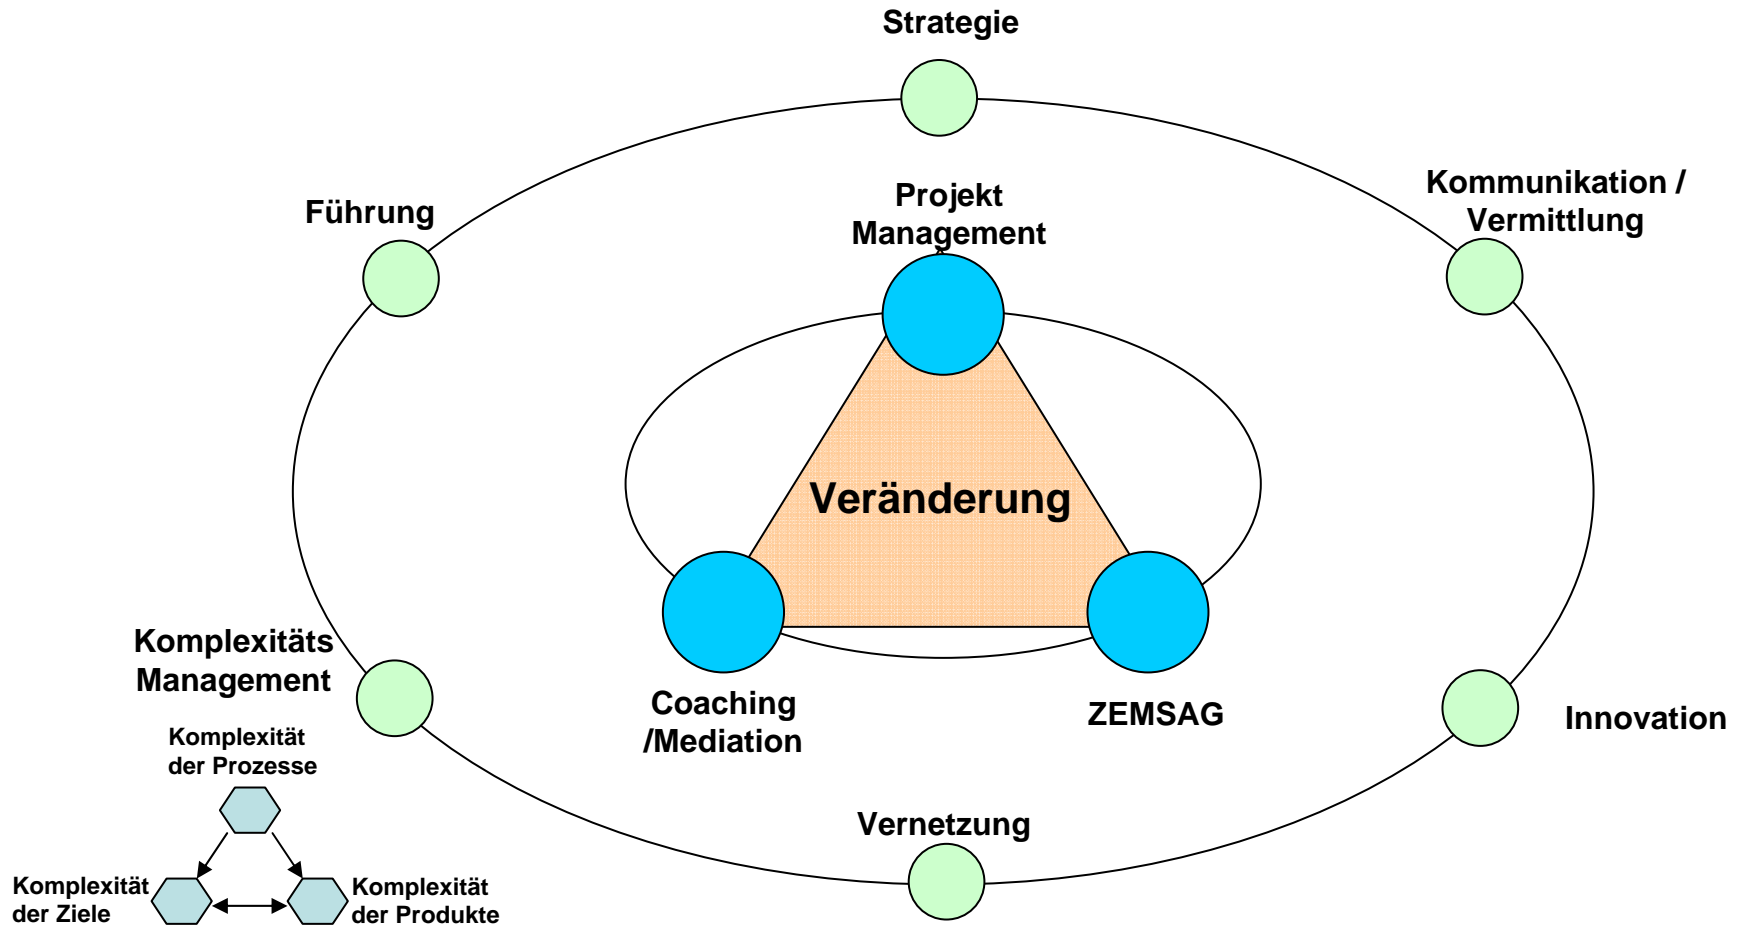 Strategie
Kommunikation /
Vermittlung
Projekt
Management
Führung
Veränderung
Komplexitäts
Management
Coaching
/Mediation
ZEMSAG
Innovation
Komplexität
der Prozesse
Vernetzung
Komplexität
der Ziele
Komplexität
der Produkte